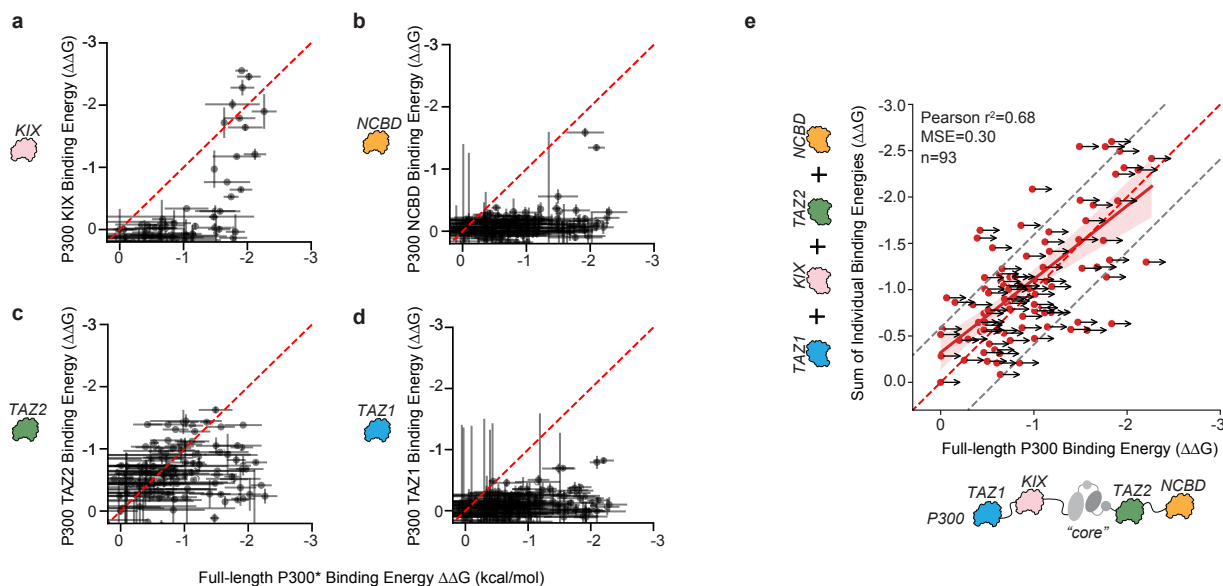 a
KIX
P300 KIX Binding Energy (ΔΔG)
-3
-2
-1
0
0 -1 -2 -3
b
NCBD
P300 NCBD Binding Energy (ΔΔG)
-3
-2
-1
0
0 -1 -2 -3
c
TAZ2
P300 TAZ2 Binding Energy (ΔΔG)
-3
-2
-1
0
0 -1 -2 -3
d
TAZ1
P300 TAZ1 Binding Energy (ΔΔG)
-3
-2
-1
0
0 -1 -2 -3
Full-length P300* Binding Energy ΔΔG (kcal/mol)
e
TAZ1 + KIX + TAZ2 + NCBD
Sum of Individual Binding Energies (ΔΔG)
-3.0
-2.5
-2.0
-1.5
-1.0
-0.5
0.0
Pearson r²=0.68
MSE=0.30
n=93
0 -1 -2 -3
Full-length P300 Binding Energy (ΔΔG)
TAZ1 KIX TAZ2 NCBD
P300
“core”